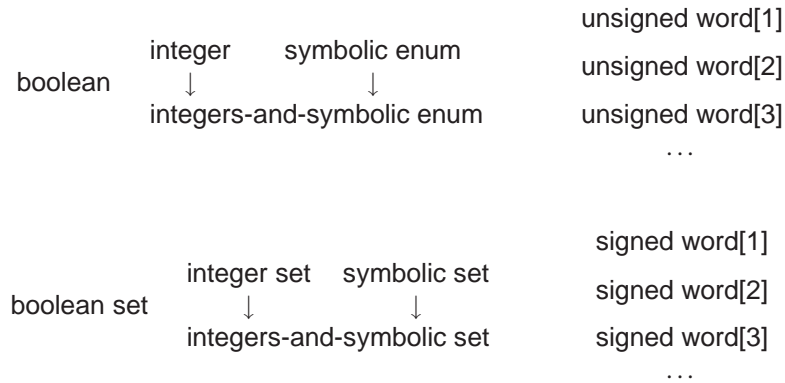 unsigned word[1]
integer symbolic enum
unsigned word[2]
boolean ↓ ↓
integers-and-symbolic enum unsigned word[3]
...
signed word[1]
integer set symbolic set
signed word[2]
boolean set ↓ ↓
integers-and-symbolic set signed word[3]
...